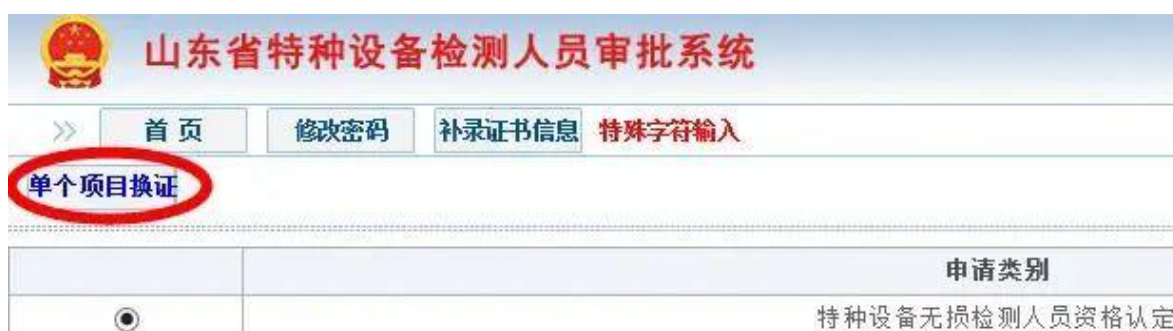 山东省特种设备检测人员审批系统
首页 修改密码 补录证书信息 特殊字符输入
单个项目换证
申请类别
特种设备无损检测人员资格认定